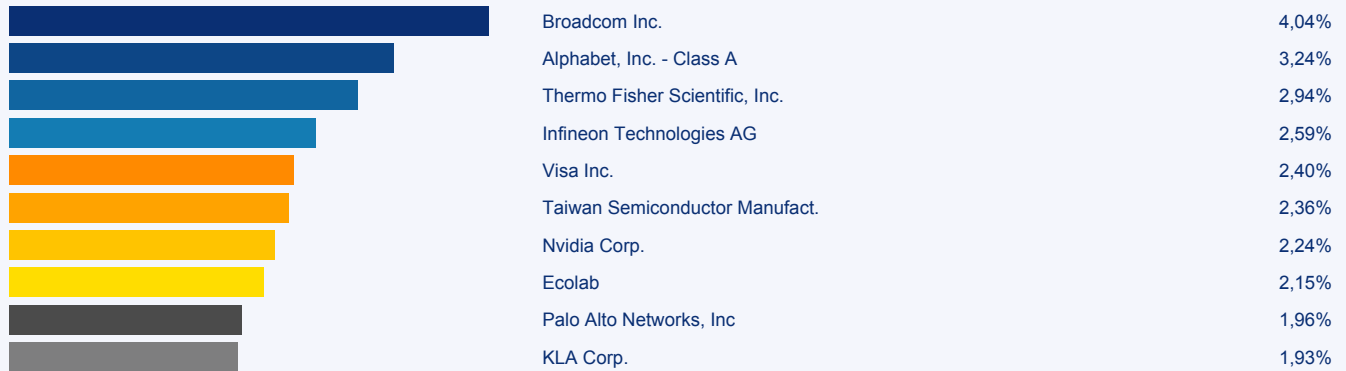 Broadcom Inc. 4,04%
Alphabet, Inc. - Class A 3,24%
Thermo Fisher Scientific, Inc. 2,94%
Infineon Technologies AG 2,59%
Visa Inc. 2,40%
Taiwan Semiconductor Manufact. 2,36%
Nvidia Corp. 2,24%
Ecolab 2,15%
Palo Alto Networks, Inc 1,96%
KLA Corp. 1,93%